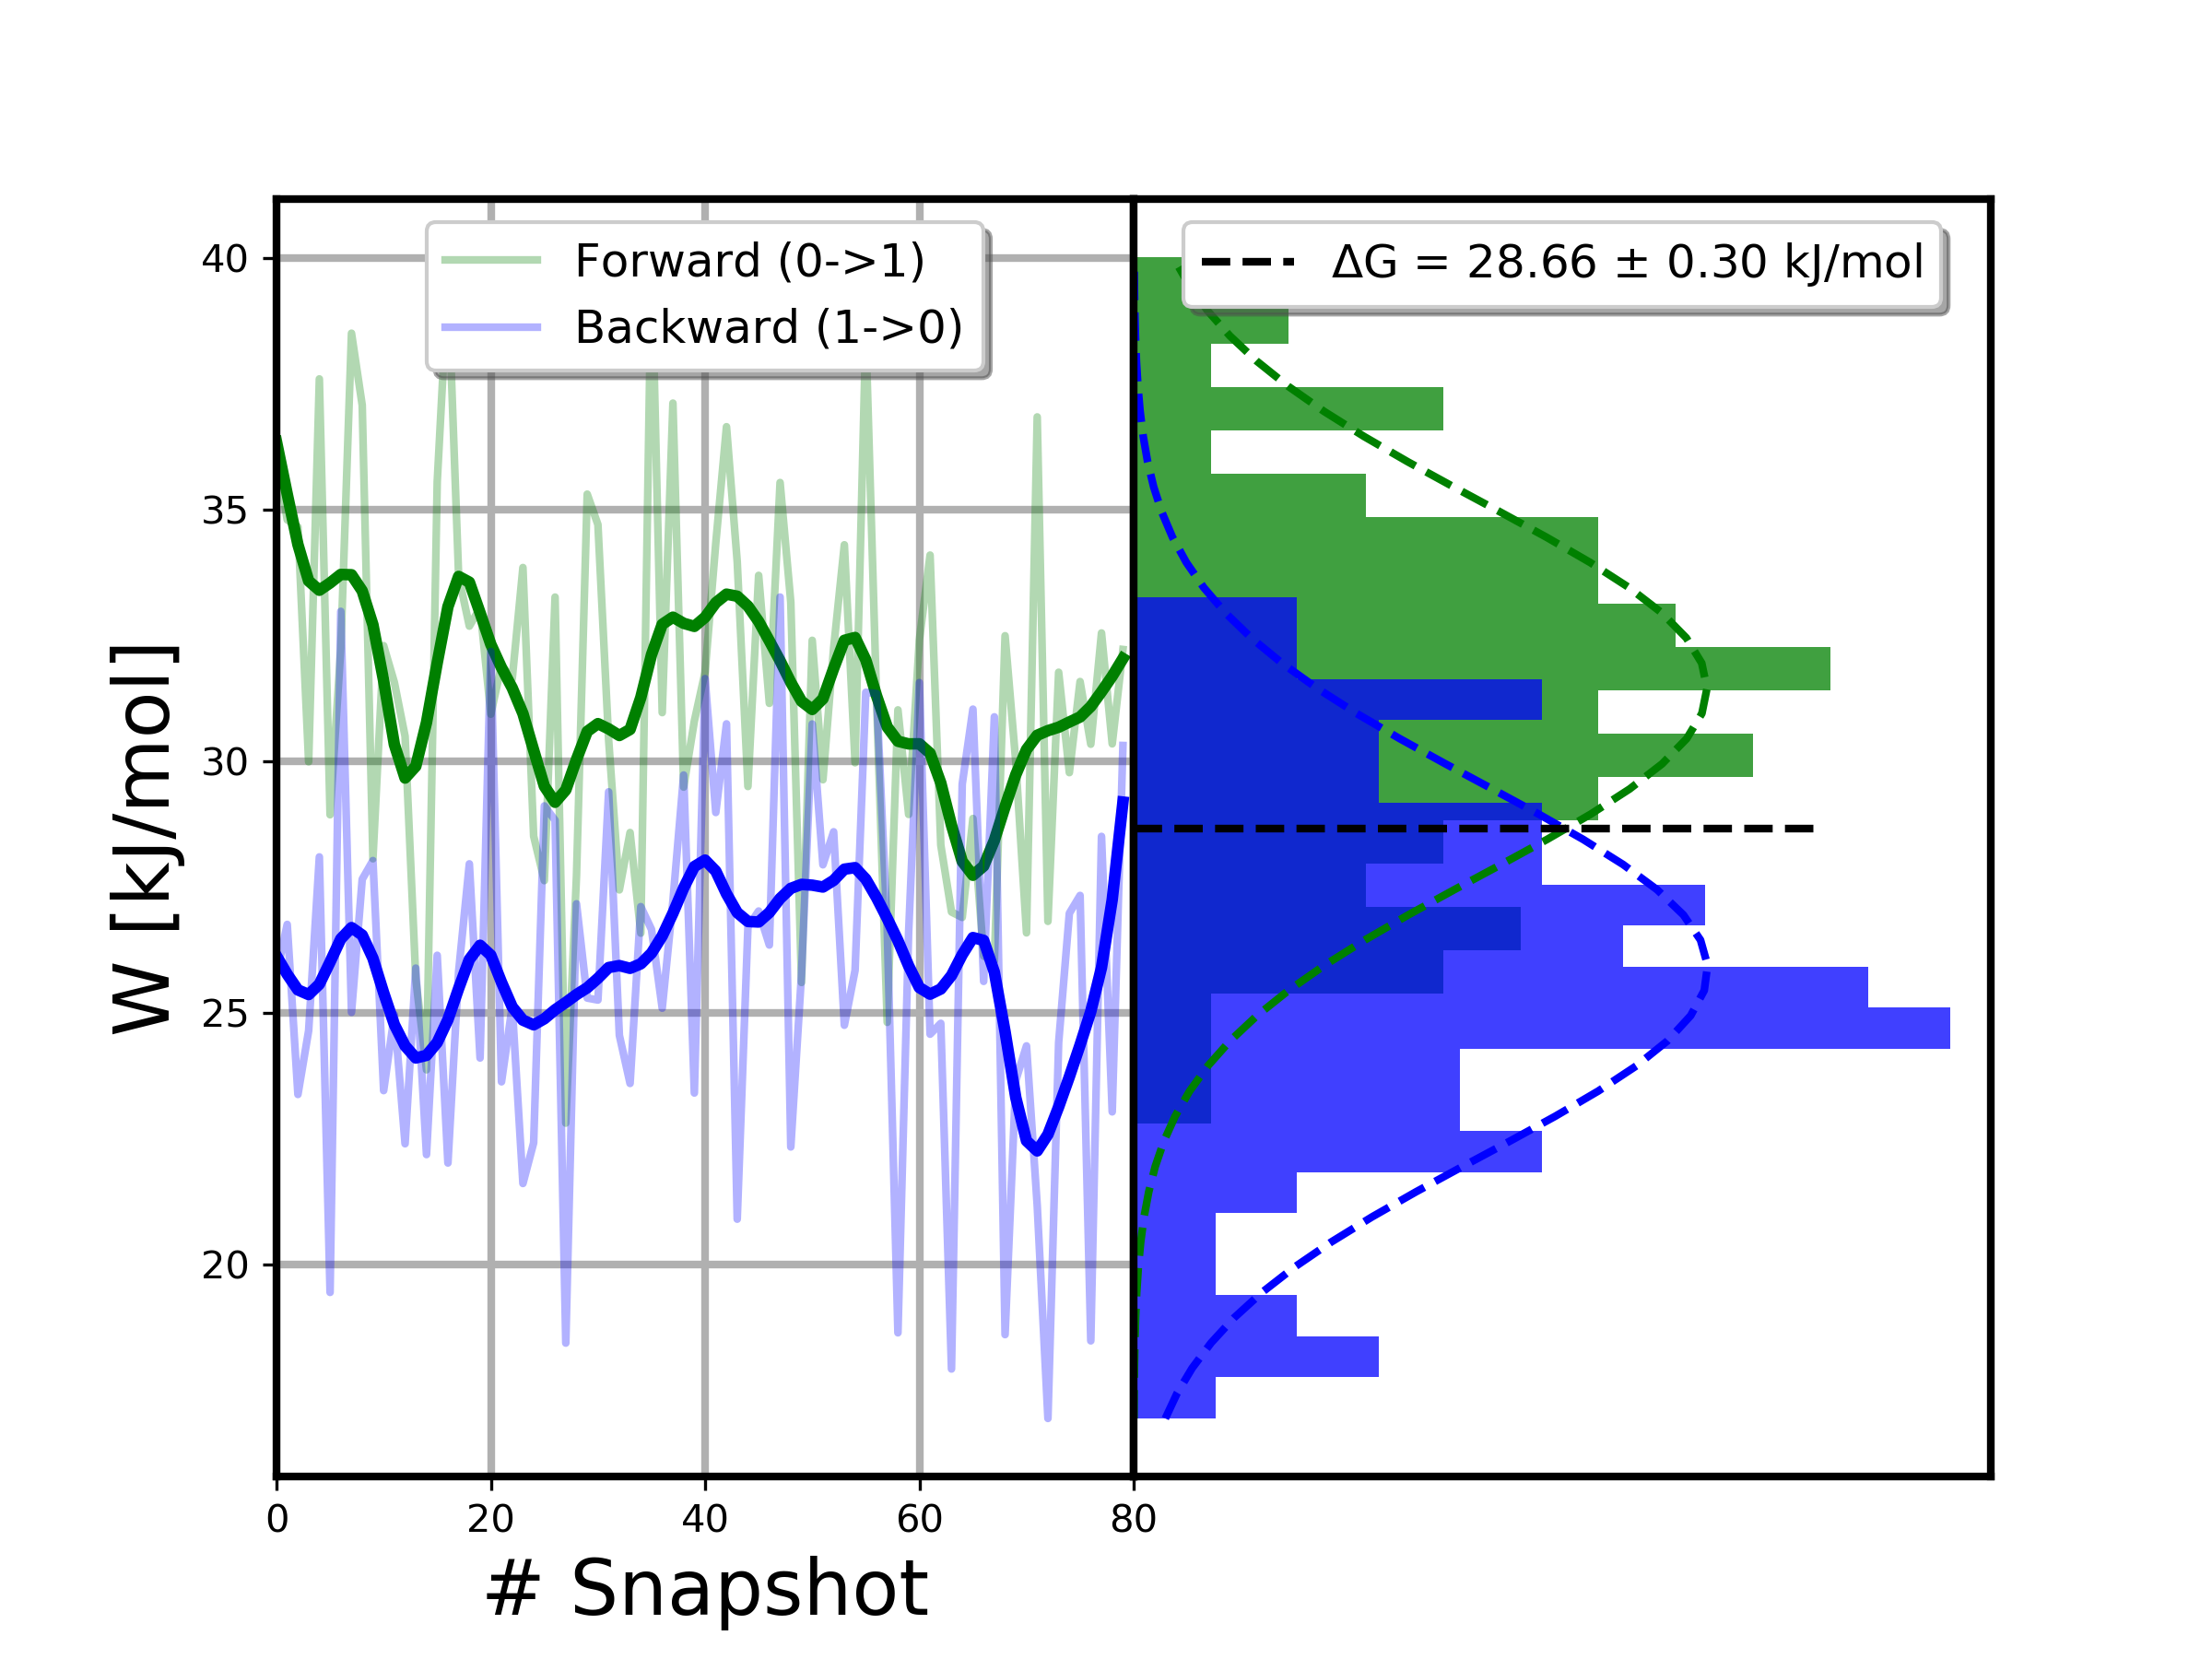 Forward (0->1)
Backward (1->0)
ΔG = 28.66 ± 0.30 kJ/mol
W [kJ/mol]
40
35
30
25
20
0 20 40 60 80
# Snapshot